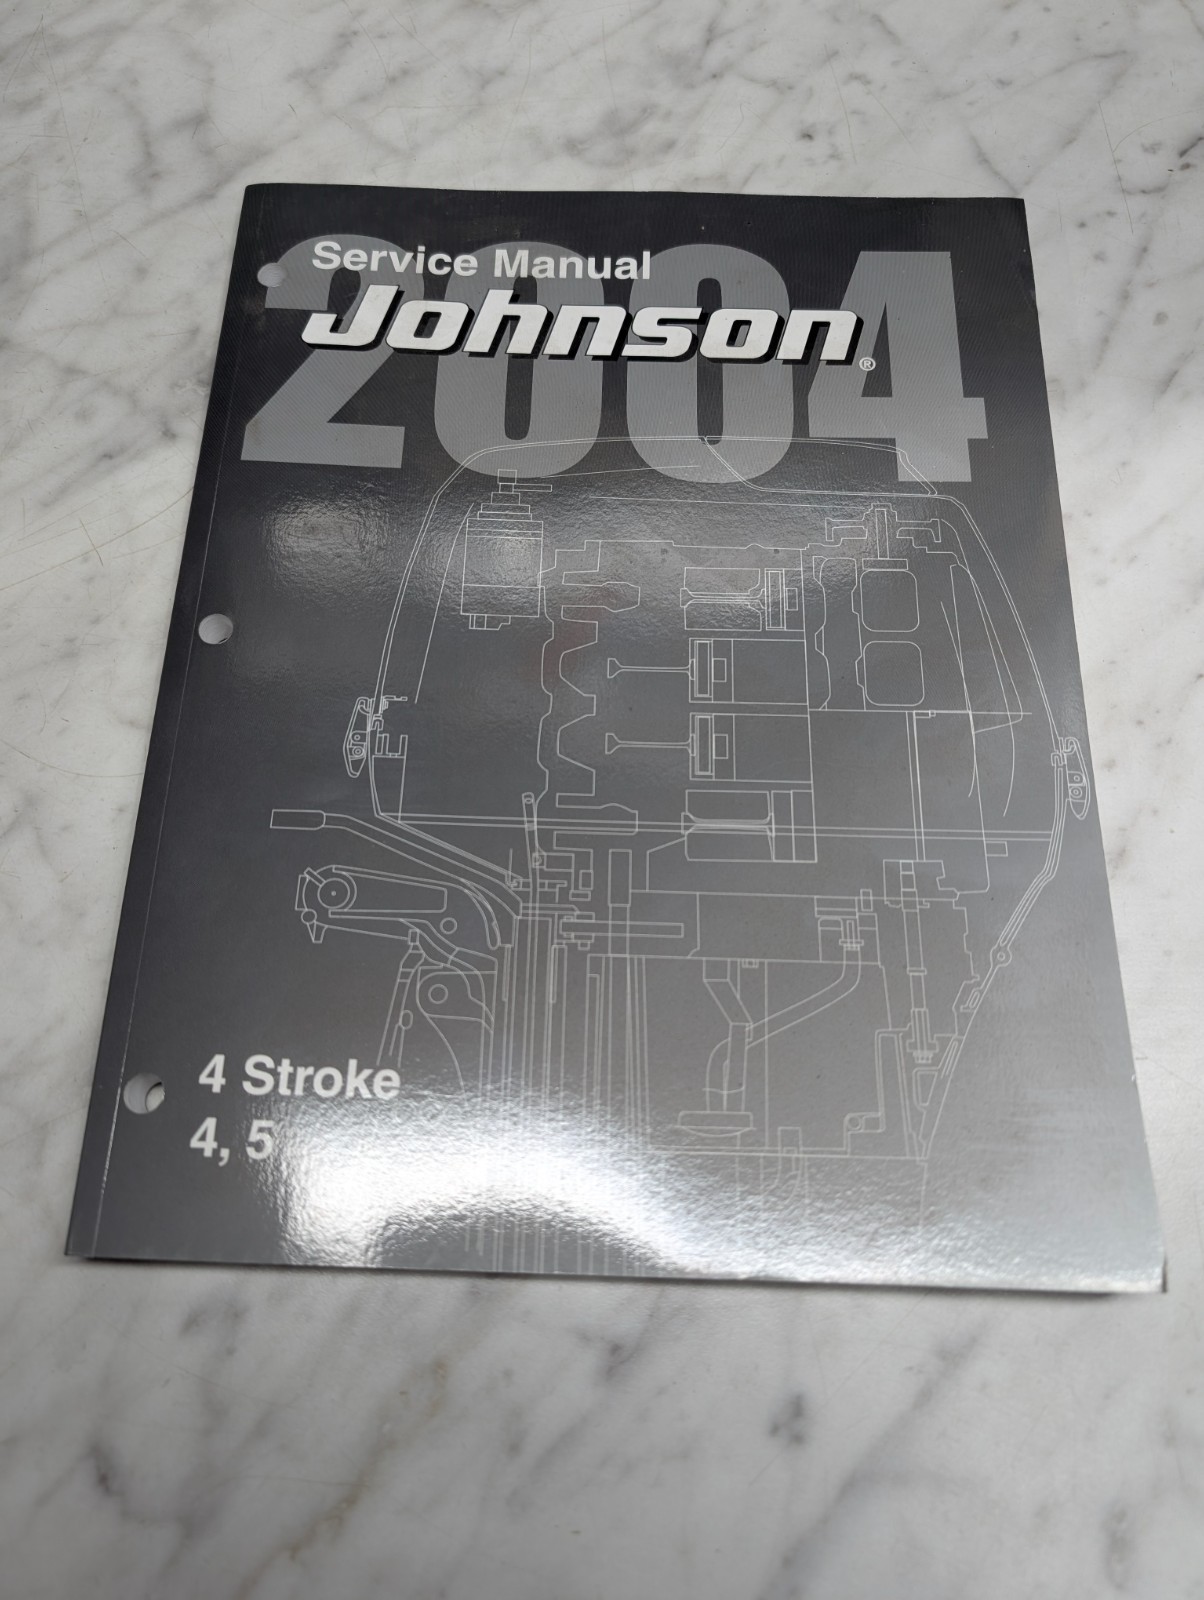 2004
Service Manual
Johnson®
4 Stroke
4, 5